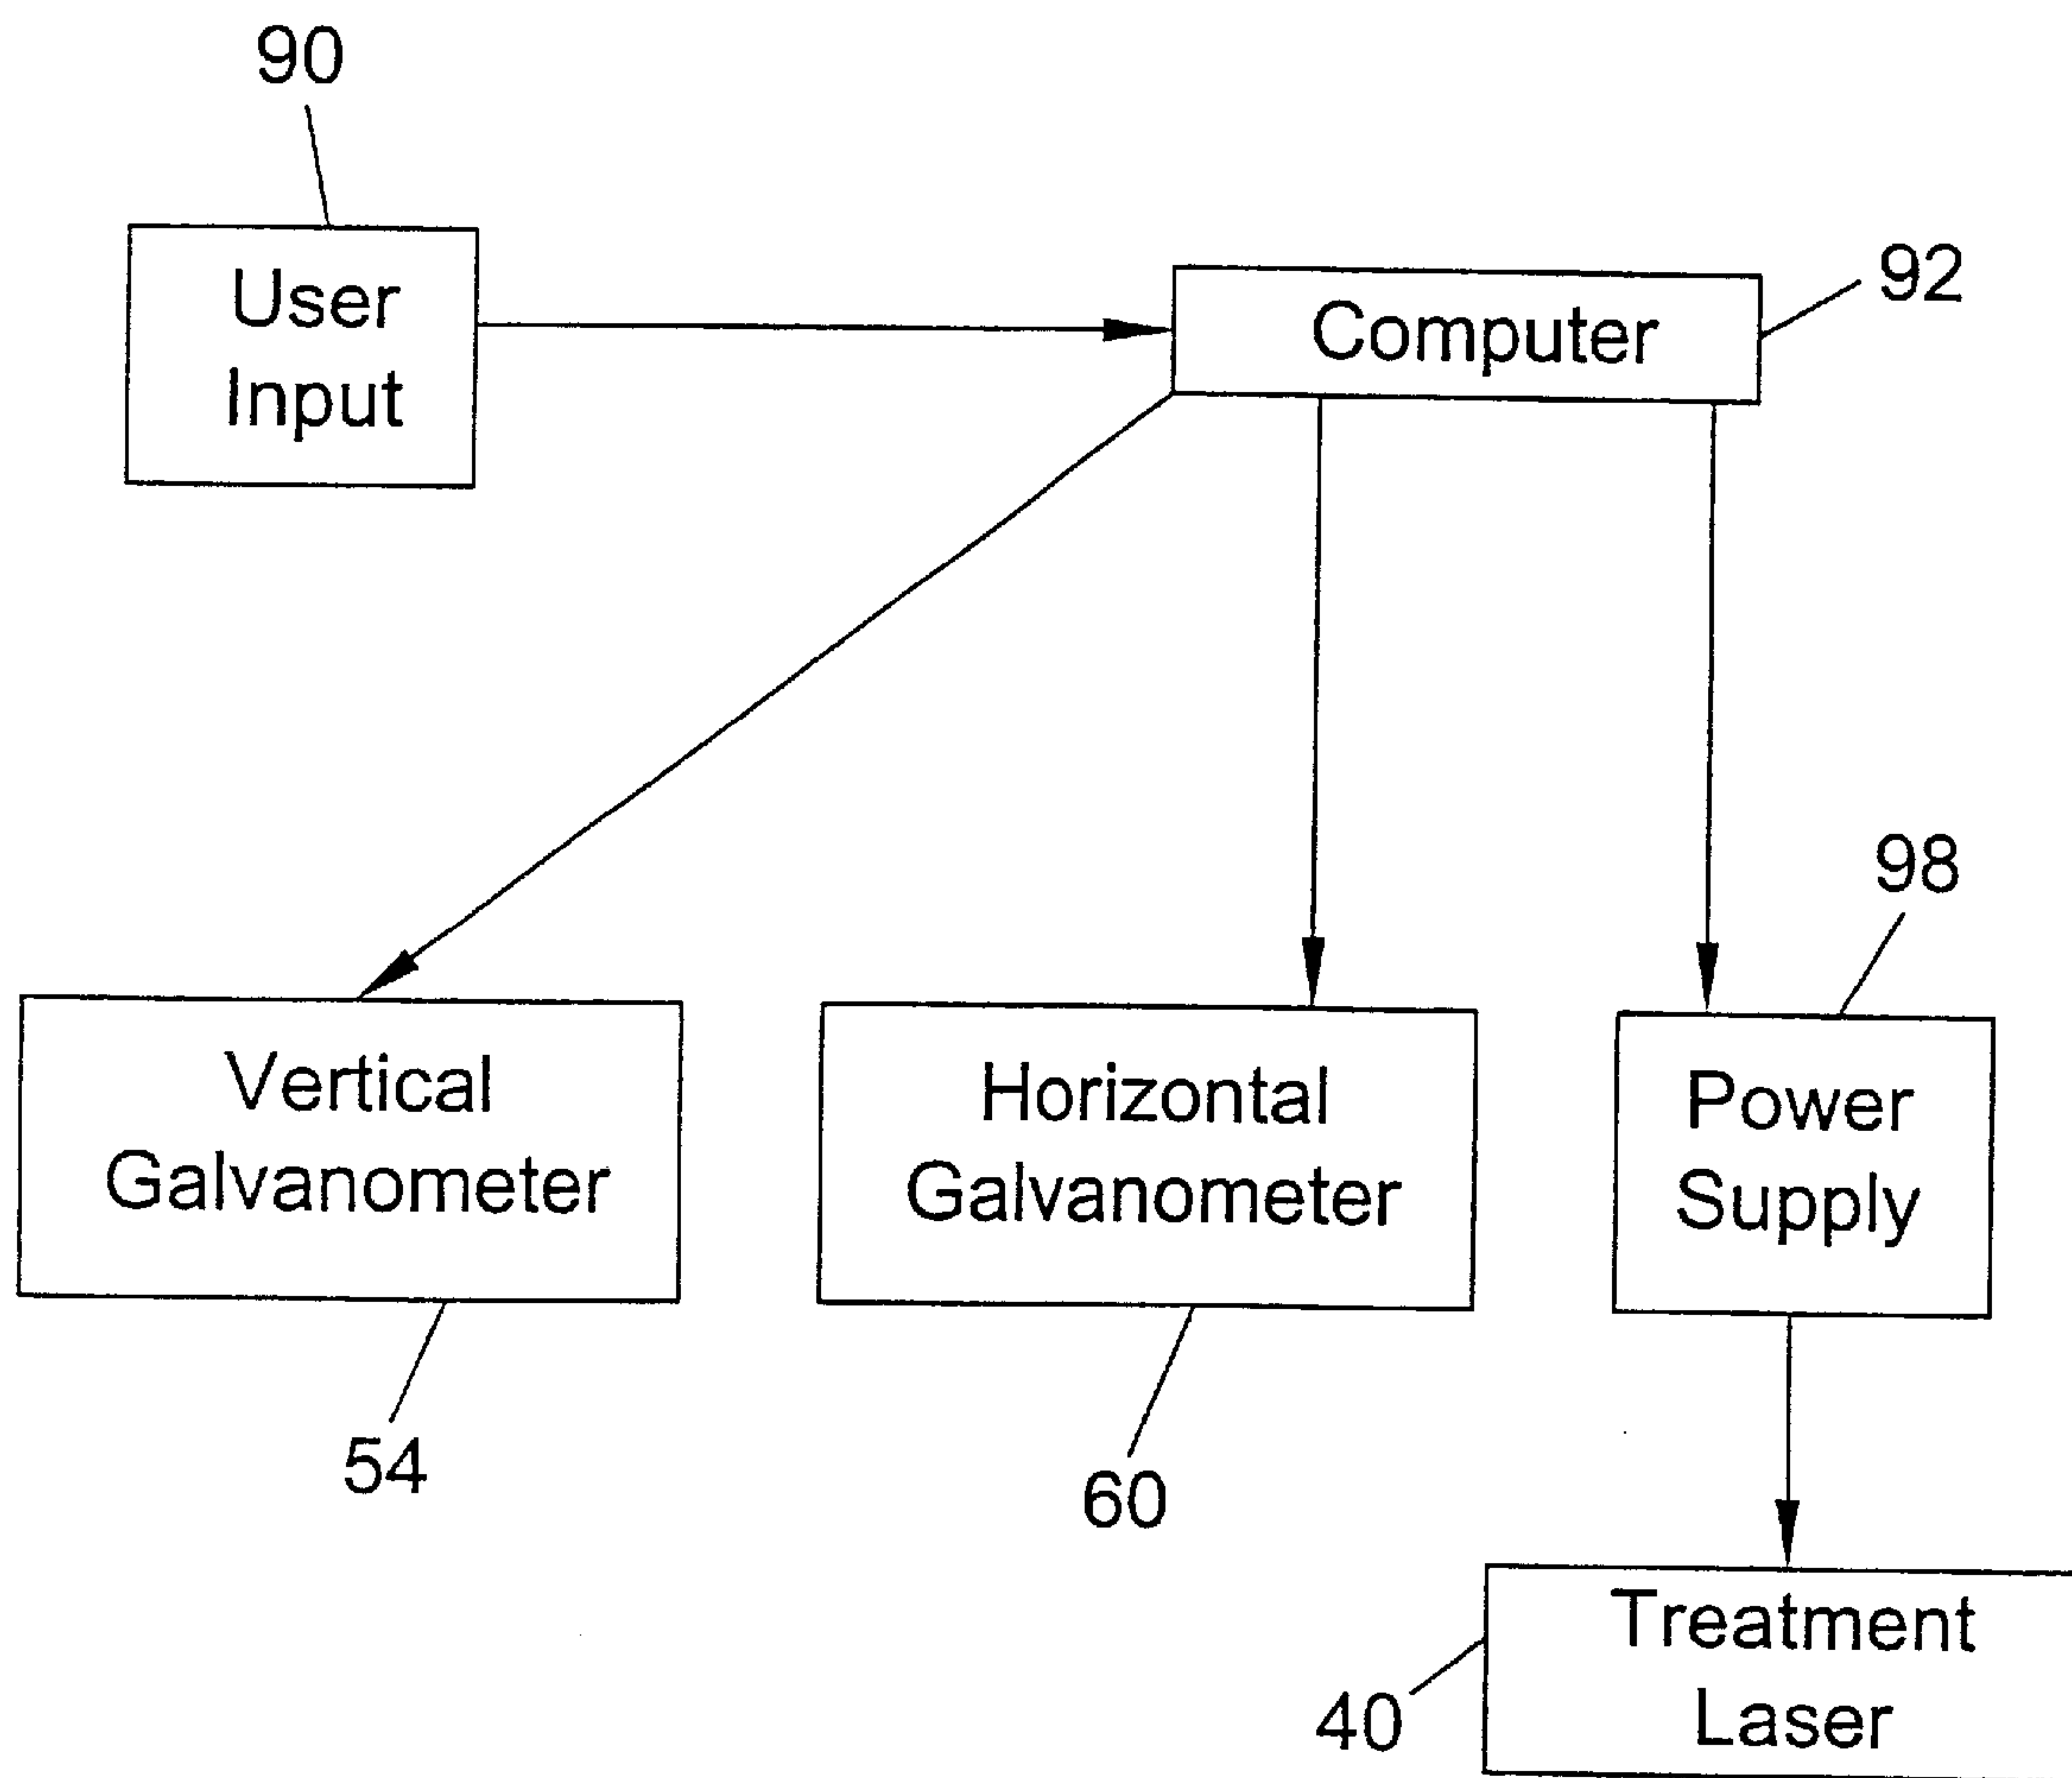 90
User
Input
Computer
92
98
Vertical
Galvanometer
Horizontal
Galvanometer
Power
Supply
54
60
Treatment
Laser
40